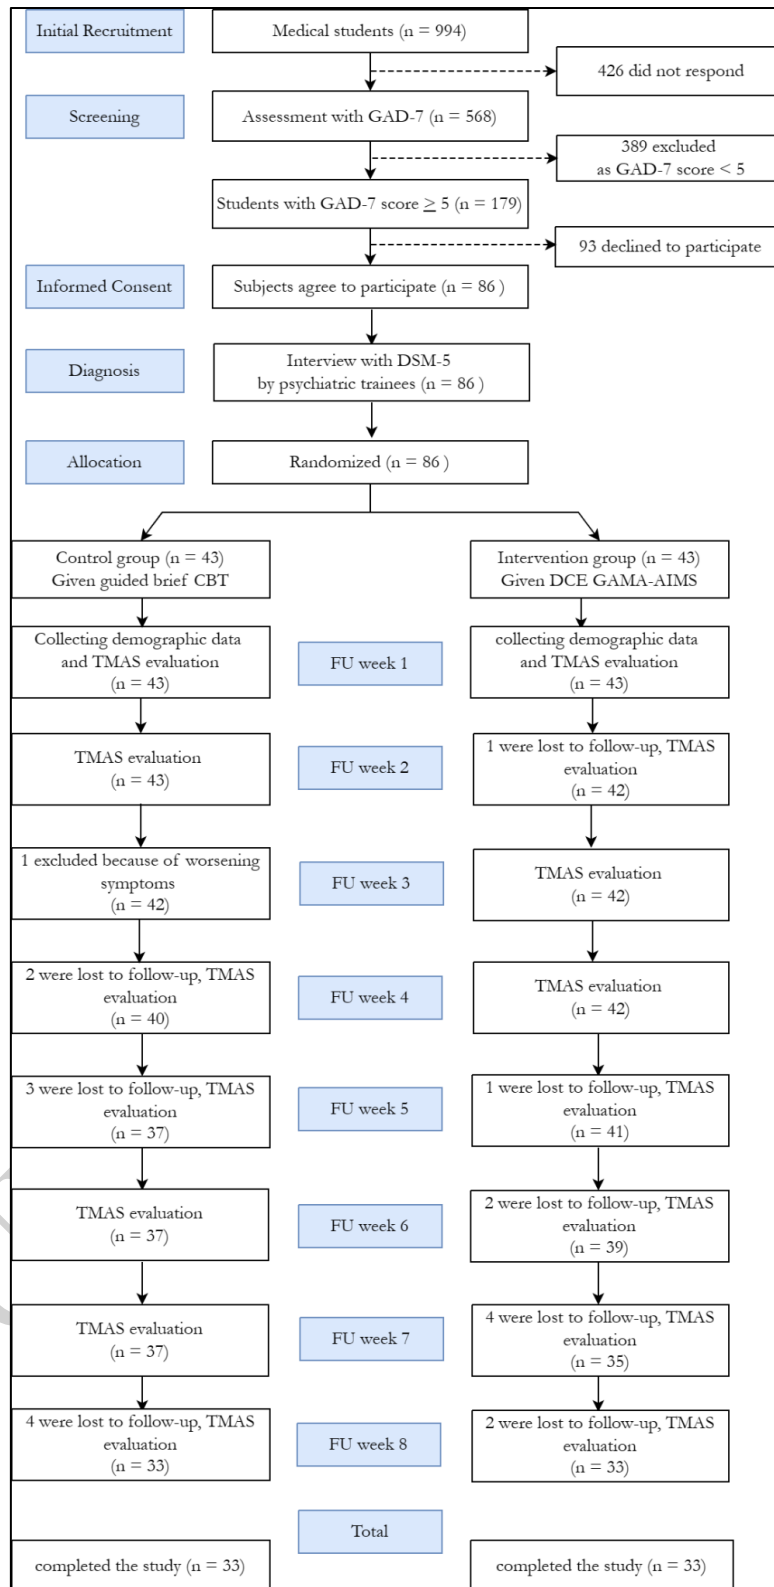 Initial Recruitment
Medical students (n = 994)
426 did not respond
Screening
Assessment with GAD-7 (n = 568)
389 excluded
as GAD-7 score < 5
Students with GAD-7 score ≥ 5 (n = 179)
93 declined to participate
Informed Consent
Subjects agree to participate (n = 86 )
Diagnosis
Interview with DSM-5
by psychiatric trainees (n = 86 )
Allocation
Randomized (n = 86 )
Control group (n = 43)
Given guided brief CBT
Intervention group (n = 43)
Given DCE GAMA-AIMS
Collecting demographic data
and TMAS evaluation
(n = 43)
FU week 1
collecting demographic data
and TMAS evaluation
(n = 43)
TMAS evaluation
(n = 43)
FU week 2
1 were lost to follow-up, TMAS
evaluation
(n = 42)
1 excluded because of worsening
symptoms
(n = 42)
FU week 3
TMAS evaluation
(n = 42)
2 were lost to follow-up, TMAS
evaluation
(n = 40)
FU week 4
TMAS evaluation
(n = 42)
3 were lost to follow-up, TMAS
evaluation
(n = 37)
FU week 5
1 were lost to follow-up, TMAS
evaluation
(n = 41)
TMAS evaluation
(n = 37)
FU week 6
2 were lost to follow-up, TMAS
evaluation
(n = 39)
TMAS evaluation
(n = 37)
FU week 7
4 were lost to follow-up, TMAS
evaluation
(n = 35)
4 were lost to follow-up, TMAS
evaluation
(n = 33)
FU week 8
2 were lost to follow-up, TMAS
evaluation
(n = 33)
Total
completed the study (n = 33)
completed the study (n = 33)